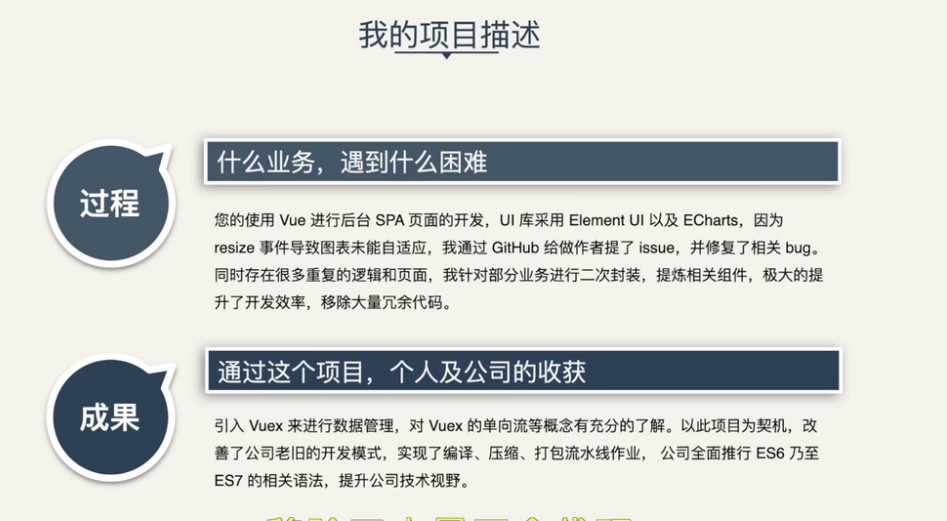 我的项目描述
过程
什么业务，遇到什么困难
您的使用 Vue 进行后台 SPA 页面的开发，UI 库采用 Element UI 以及 ECharts，因为
resize 事件导致图表未能自适应，我通过 GitHub 给做作者提了 issue，并修复了相关 bug。
同时存在很多重复的逻辑和页面，我针对部分业务进行二次封装，提炼相关组件，极大的提
升了开发效率，移除大量冗余代码。
成果
通过这个项目，个人及公司的收获
引入 Vuex 来进行数据管理，对 Vuex 的单向流等概念有充分的了解。以此项目为契机，改
善了公司老旧的开发模式，实现了编译、压缩、打包流水线作业， 公司全面推行 ES6 乃至
ES7 的相关语法，提升公司技术视野。